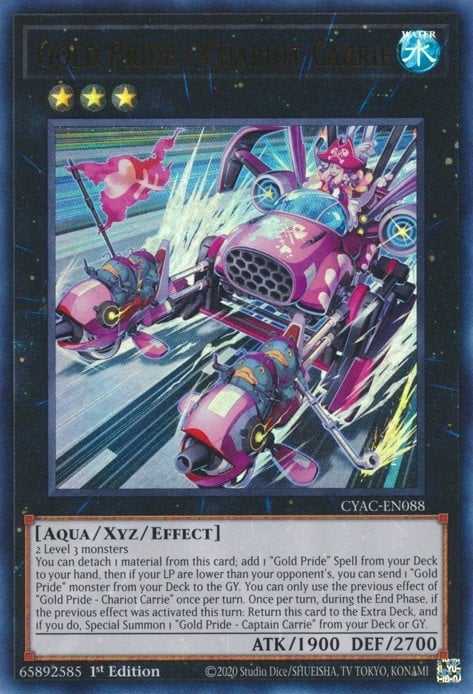 GOLD PRIDE - CHARIOT CARRIE
WATER
水
CYAC-EN088
[AQUA/XYZ/EFFECT]
2 Level 3 monsters
You can detach 1 material from this card; add 1 "Gold Pride" Spell from your Deck
to your hand, then if your LP are lower than your opponent's, you can send 1 "Gold
Pride" monster from your Deck to the GY. You can only use the previous effect of
"Gold Pride - Chariot Carrie" once per turn. Once per turn, during the End Phase, if
the previous effect was activated this turn: Return this card to the Extra Deck, and
if you do, Special Summon 1 "Gold Pride - Captain Carrie" from your Deck or GY.
ATK/1900 DEF/2700
65892585 1st Edition ©2020 Studio Dice/SHUEISHA, TV TOKYO, KONAMI